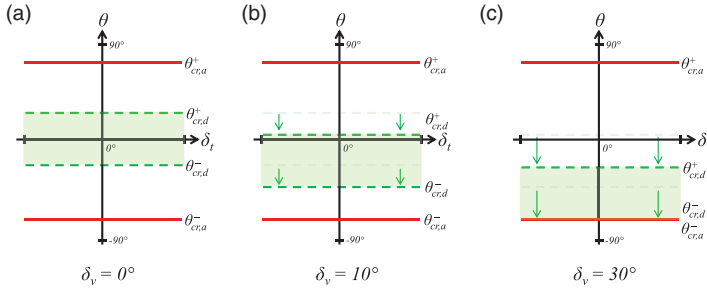 (a)
θ
90°
θ⁺cr,a
θ⁺cr,d
0°
θ⁻cr,d
θ⁻cr,a
-90°
δv = 0°
(b)
θ
90°
θ⁺cr,a
θ⁺cr,d
δt
0°
θ⁻cr,d
θ⁻cr,a
-90°
δv = 10°
(c)
θ
90°
θ⁺cr,a
δ
0°
θ⁺cr,d
θ⁻cr,d
θ⁻cr,a
-90°
δv = 30°